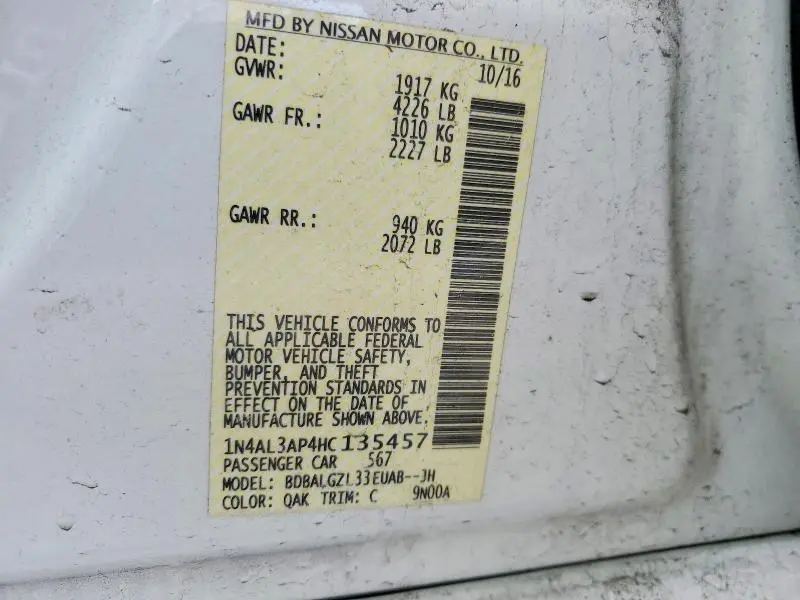 MFD BY NISSAN MOTOR CO., LTD.
DATE: 10/16
GVWR: 1917 KG
4226 LB
GAWR FR.: 1010 KG
2227 LB
GAWR RR.: 940 KG
2072 LB
THIS VEHICLE CONFORMS TO
ALL APPLICABLE FEDERAL
MOTOR VEHICLE SAFETY,
BUMPER, AND THEFT
PREVENTION STANDARDS IN
EFFECT ON THE DATE OF
MANUFACTURE SHOWN ABOVE.
1N4AL3AP4HC135457
PASSENGER CAR 567
MODEL: BDBALGZL33EUAB--JH
COLOR: QAK TRIM: C 9N00A